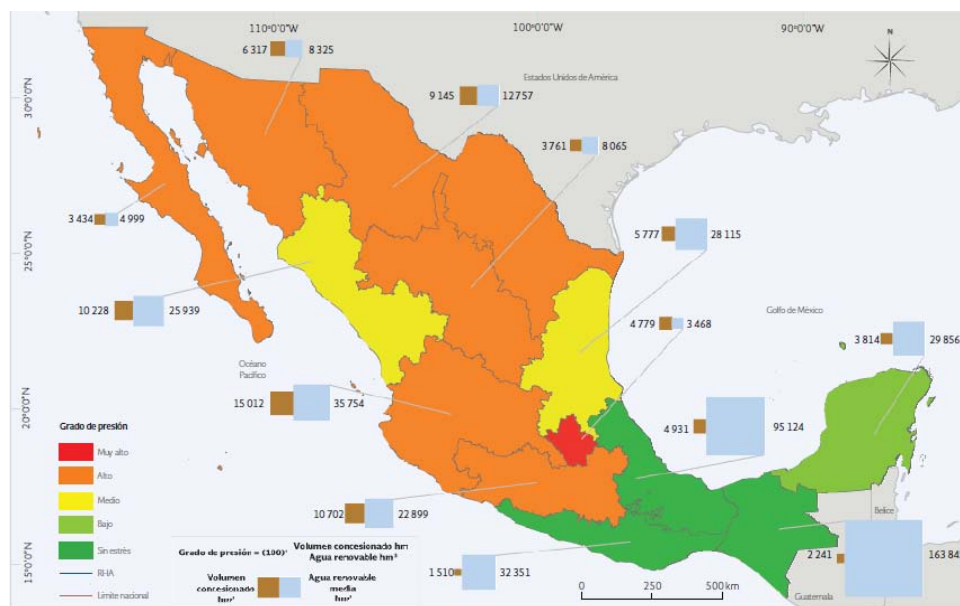 110°0'0"W
100°0'0"W
90°0'0"W
N
6 317
8 325
Estados Unidos de América
30°0'0"N
9 145
12757
3761
8 065
3 434
4 999
5 777
28 115
25°0'0"N
10 228
25 939
4 779
3 468
Golfo de México
3 814
29 856
Océano
Pacífico
20°0'0"N
15 012
35 754
4 931
95 124
Grado de presión
Muy alto
Alto
Medio
Bajo
Sin estrés
RHA
Límite nacional
10 702
22 899
Belice
2 241
163 84
15°0'0"N
Grado de presión = (100)*
Volumen concesionado hm³
Agua renovable hm³
Volumen
concesionado
hm³
Agua renovable
media
hm³
1 510
32 351
0
250
500 km
Guatemala